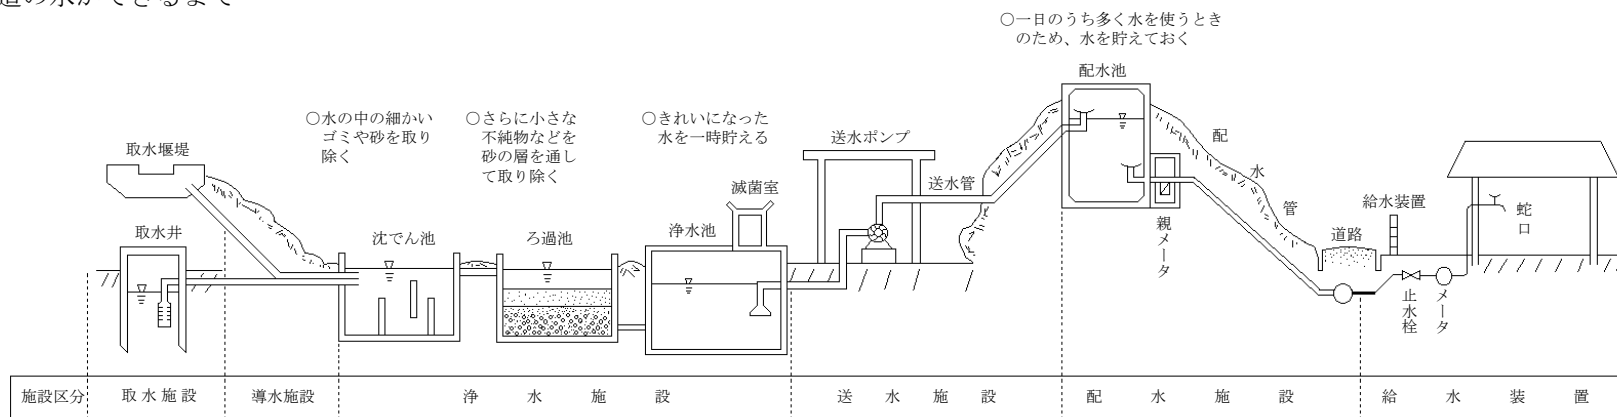 道の水ができるまで
○一日のうち多く水を使うとき
のため、水を貯えておく
配水池
○水の中の細かい
ゴミや砂を取り
除く
○さらに小さな
不純物などを
砂の層を通し
て取り除く
○きれいになった
水を一時貯える
送水ポンプ
配水管
取水堰堤
滅菌室
送水管
給水装置
蛇口
取水井
沈でん池
ろ過池
浄水池
親メータ
道路
止水栓
メータ
施設区分
取水施設
導水施設
浄水施設
送水施設
配水施設
給水装置